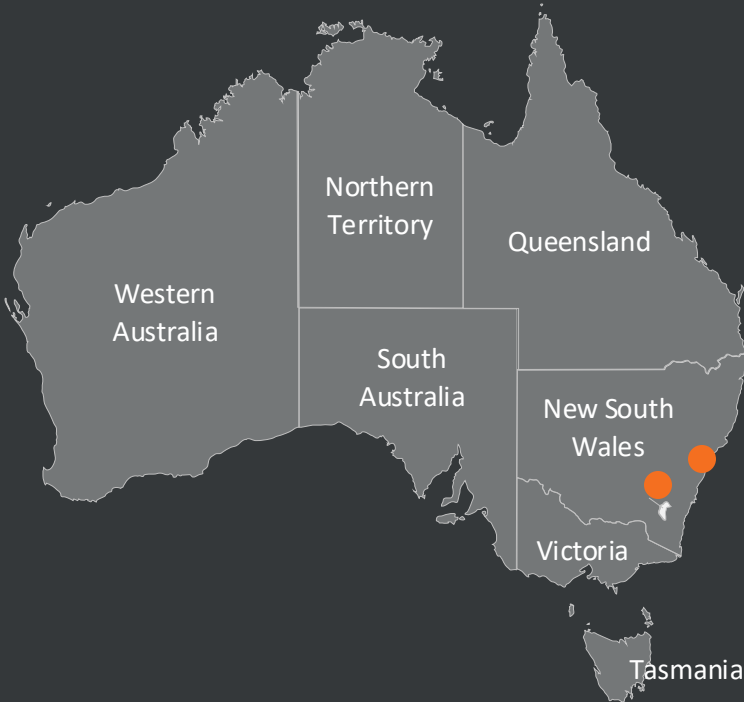 Northern
Territory
Queensland
Western
Australia
South
Australia
New South
Wales
Victoria
Tasmania